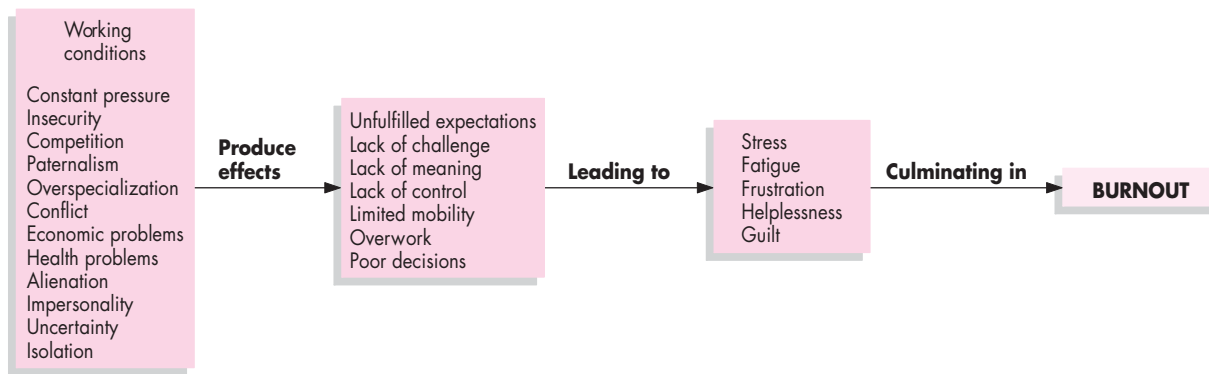 Working
conditions
Constant pressure
Insecurity
Competition
Paternalism
Overspecialization
Conflict
Economic problems
Health problems
Alienation
Impersonality
Uncertainty
Isolation
Produce
effects
Unfulfilled expectations
Lack of challenge
Lack of meaning
Lack of control
Limited mobility
Overwork
Poor decisions
Leading to
Stress
Fatigue
Frustration
Helplessness
Guilt
Culminating in
BURNOUT